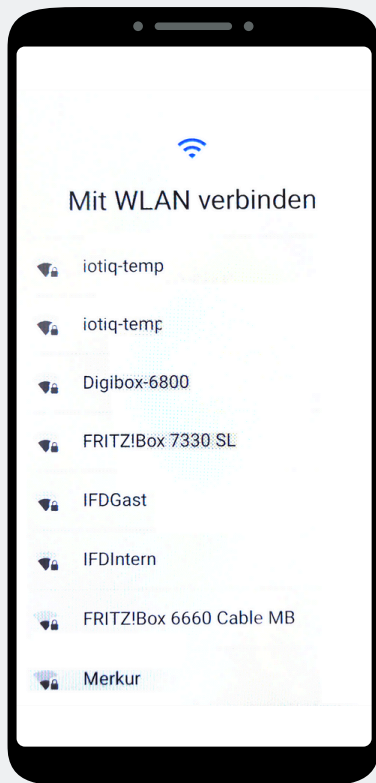 Mit WLAN verbinden
iotiq-temp
iotiq-temp
Digibox-6800
FRITZ!Box 7330 SL
IFDGast
IFDIntern
FRITZ!Box 6660 Cable MB
Merkur